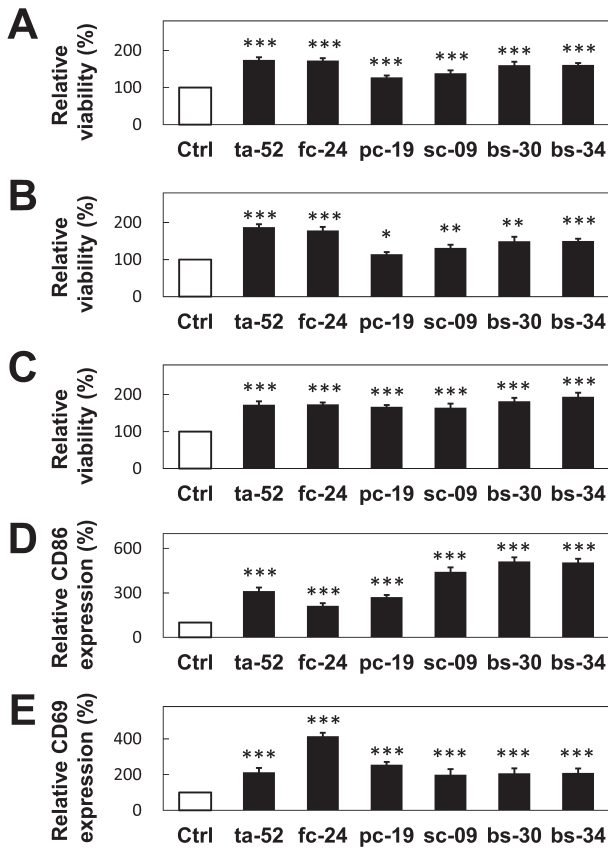 A
Relative
viability (%)
200
100
0
*** *** *** *** *** ***
Ctrl ta-52 fc-24 pc-19 sc-09 bs-30 bs-34
B
Relative
viability (%)
200
100
0
*** *** * ** ** ***
Ctrl ta-52 fc-24 pc-19 sc-09 bs-30 bs-34
C
Relative
viability (%)
200
100
0
*** *** *** *** *** ***
Ctrl ta-52 fc-24 pc-19 sc-09 bs-30 bs-34
D
Relative CD86
expression (%)
600
300
0
*** *** *** *** *** ***
Ctrl ta-52 fc-24 pc-19 sc-09 bs-30 bs-34
E
Relative CD69
expression (%)
400
200
0
*** *** *** *** *** ***
Ctrl ta-52 fc-24 pc-19 sc-09 bs-30 bs-34